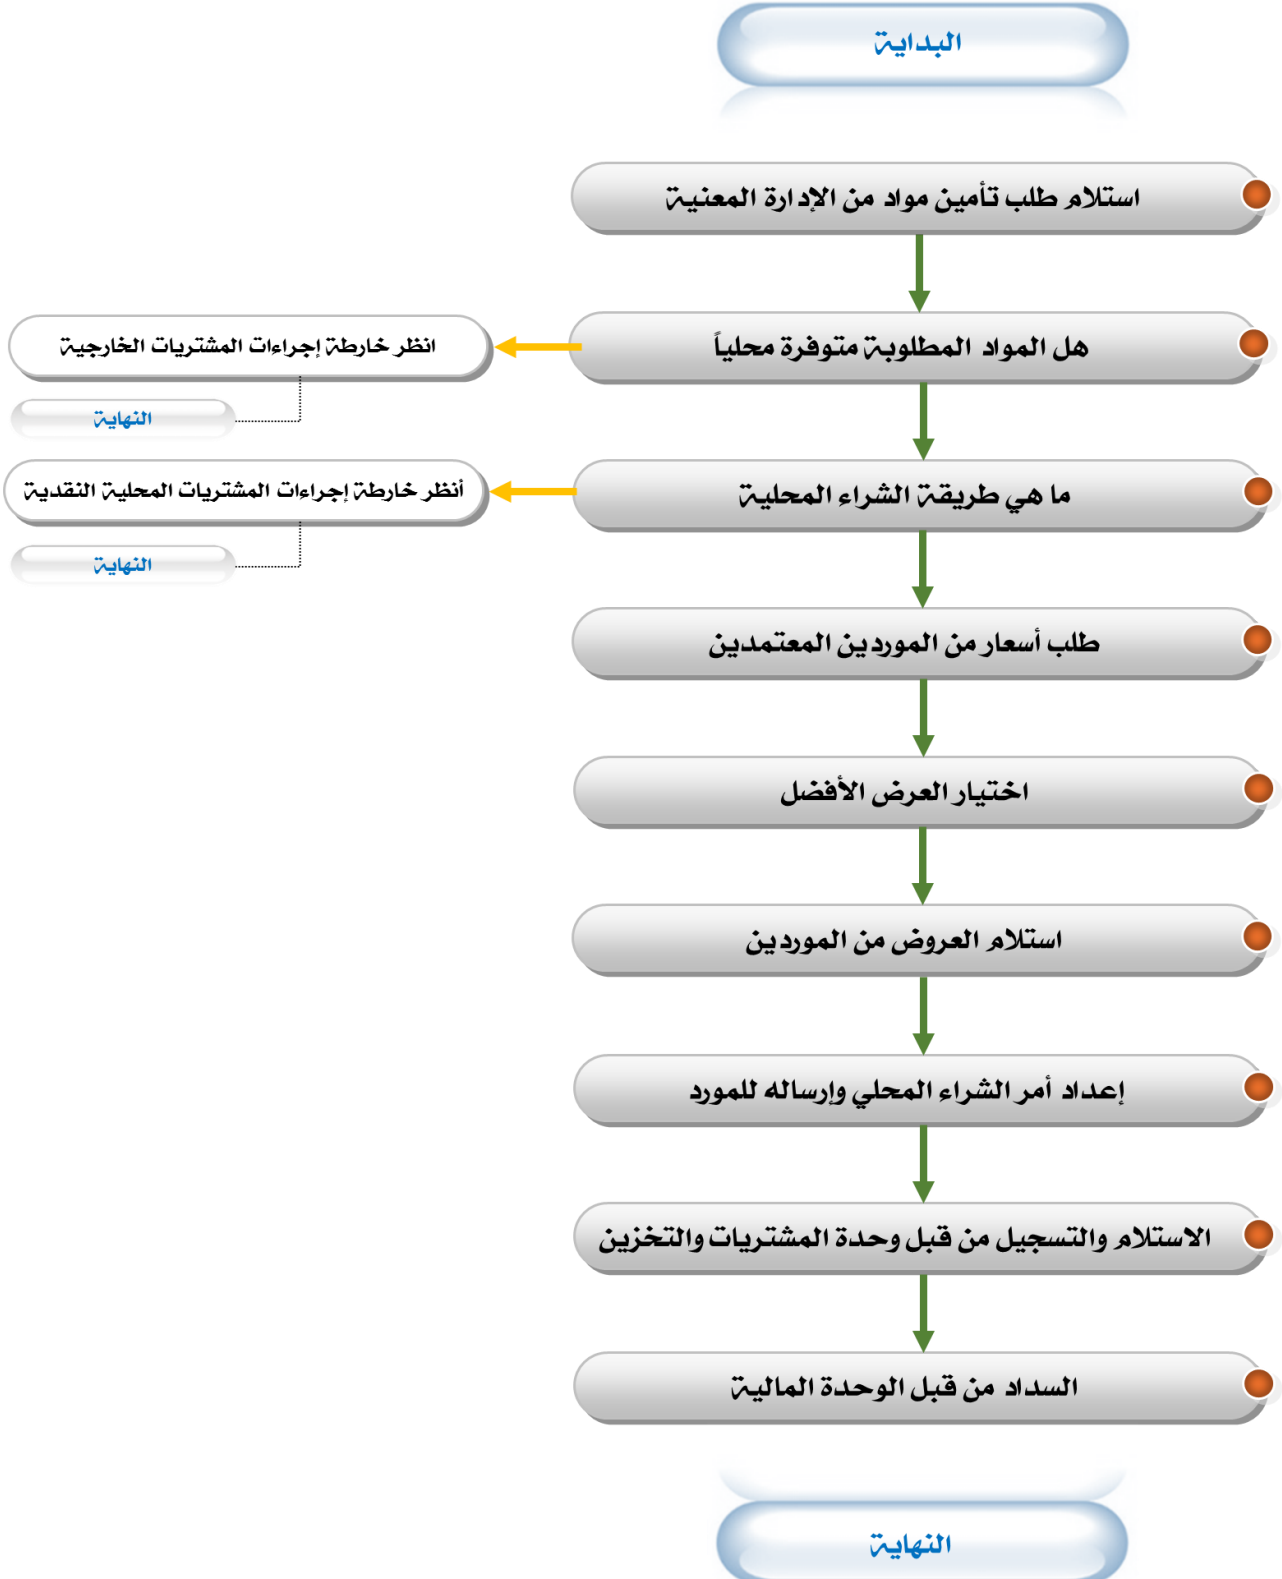 البداية
استلام طلب تأمين مواد من الإدارة المعنية
هل المواد المطلوبة متوفرة محلياً
انظر خارطة إجراءات المشتريات الخارجية
النهاية
ما هي طريقة الشراء المحلية
أنظر خارطة إجراءات المشتريات المحلية النقدية
النهاية
طلب أسعار من الموردين المعتمدين
اختيار العرض الأفضل
استلام العروض من الموردين
إعداد أمر الشراء المحلي وإرساله للمورد
الاستلام والتسجيل من قبل وحدة المشتريات والتخزين
السداد من قبل الوحدة المالية
النهاية